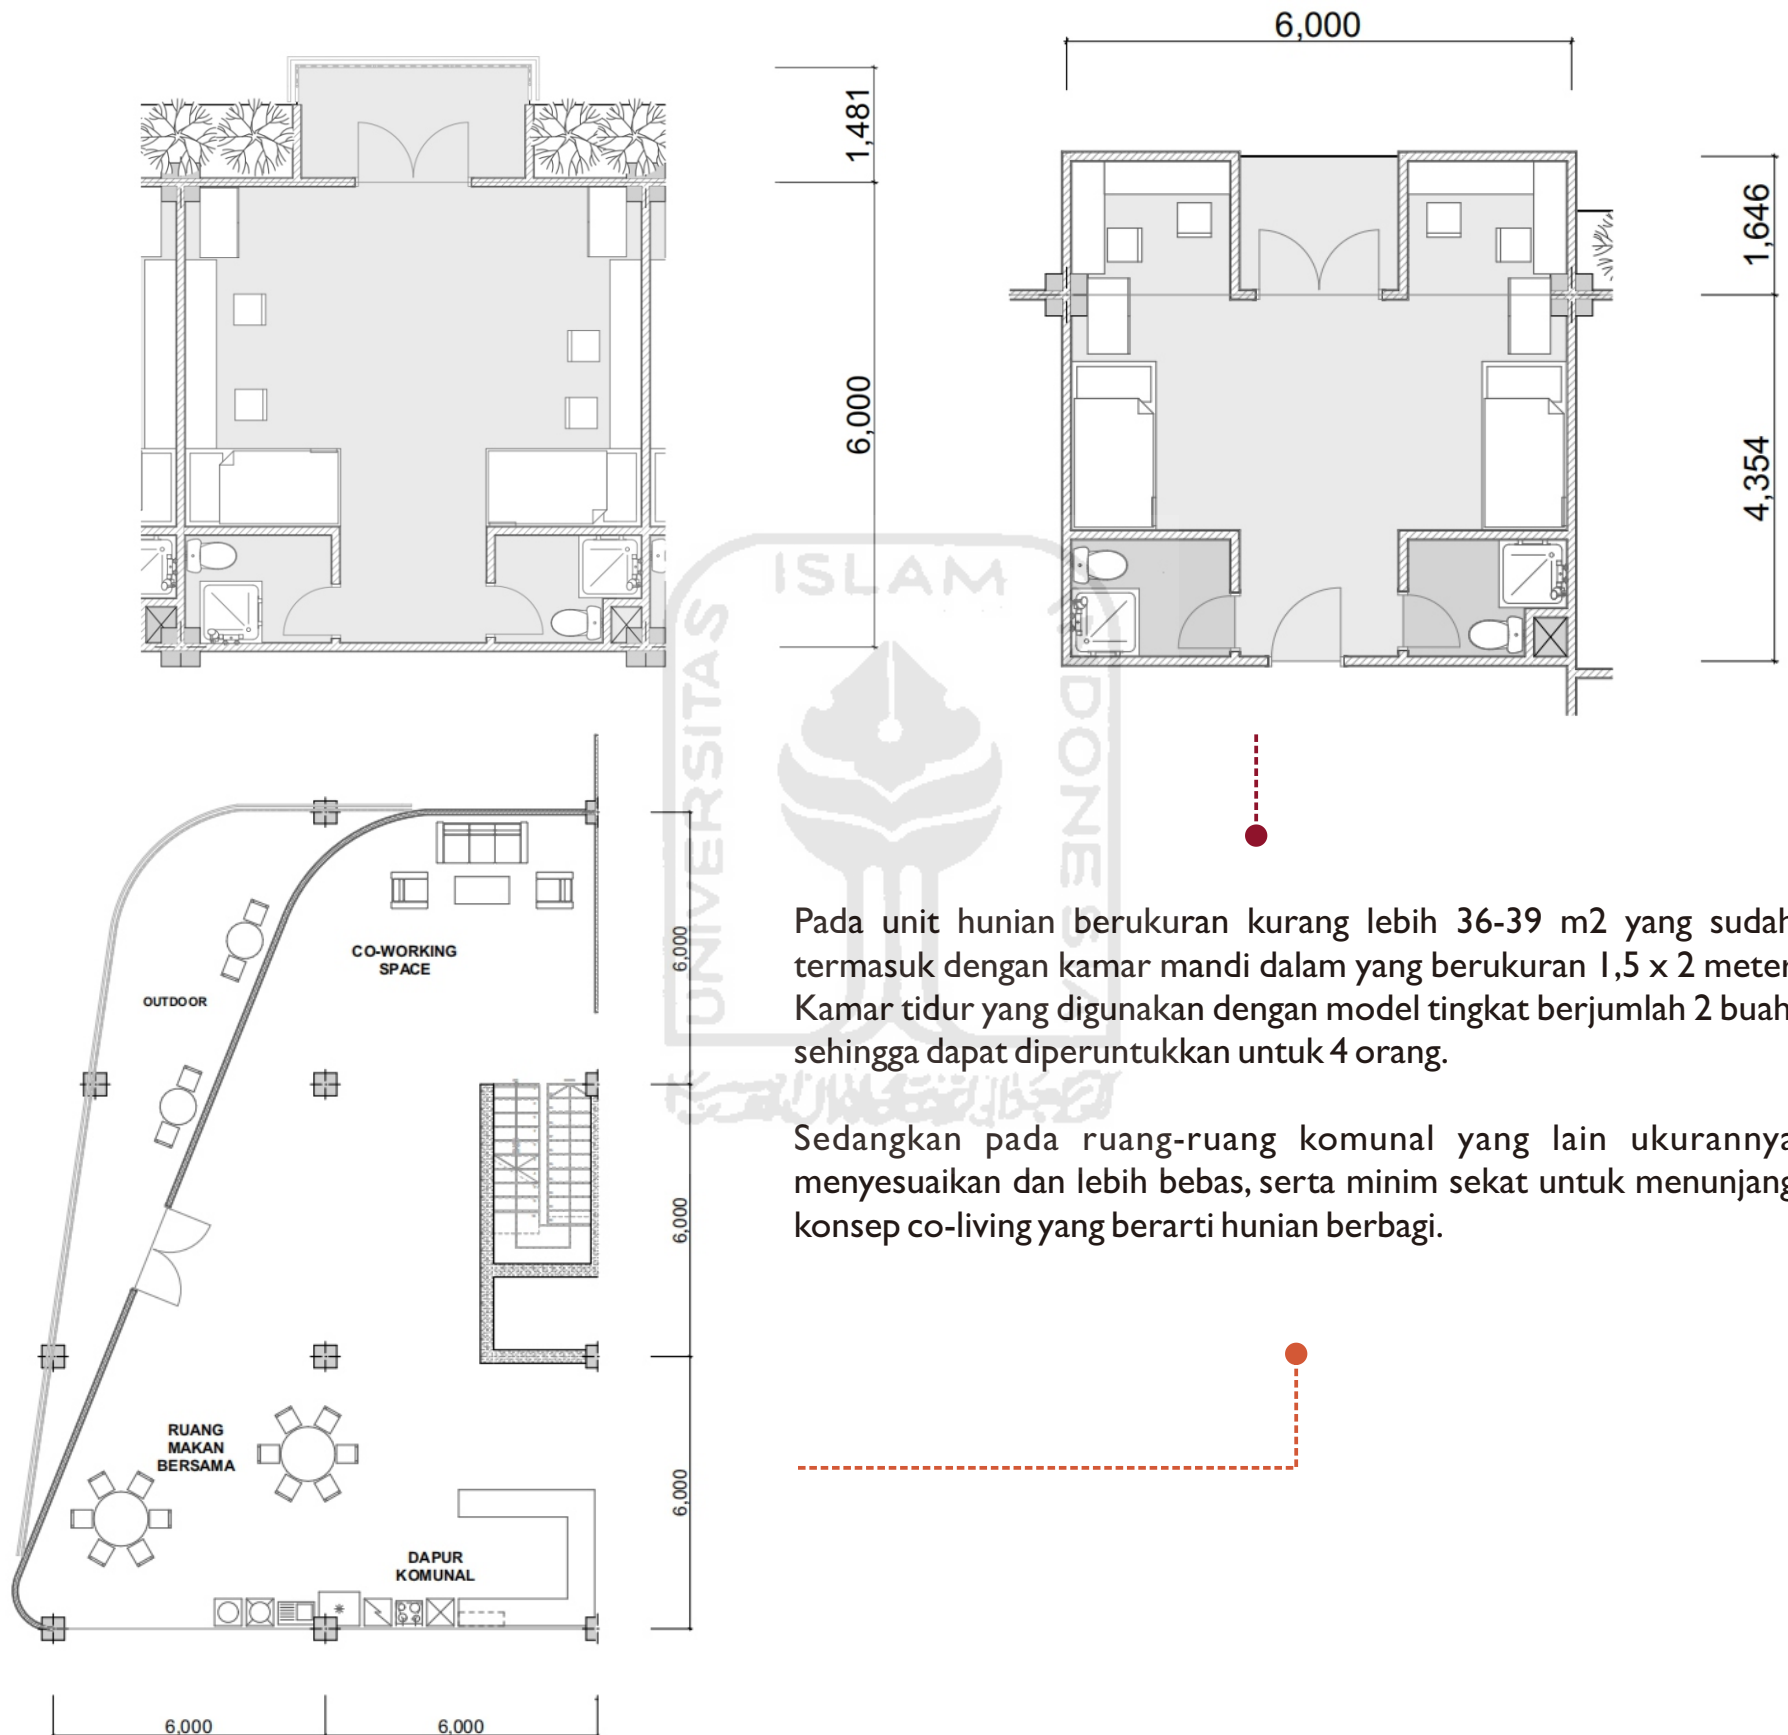 6,000
1,481
6,000
1,646
4,354
UNIVERSITAS
ISLAM
INDONESIA
CO-WORKING
SPACE
OUTDOOR
RUANG
MAKAN
BERSAMA
DAPUR
KOMUNAL
6,000
6,000
6,000
6,000
6,000
Pada unit hunian berukuran kurang lebih 36-39 m2 yang sudah
termasuk dengan kamar mandi dalam yang berukuran 1,5 x 2 meter
Kamar tidur yang digunakan dengan model tingkat berjumlah 2 buah
sehingga dapat diperuntukkan untuk 4 orang.
Sedangkan pada ruang-ruang komunal yang lain ukurannya
menyesuaikan dan lebih bebas, serta minim sekat untuk menunjang
konsep co-living yang berarti hunian berbagi.